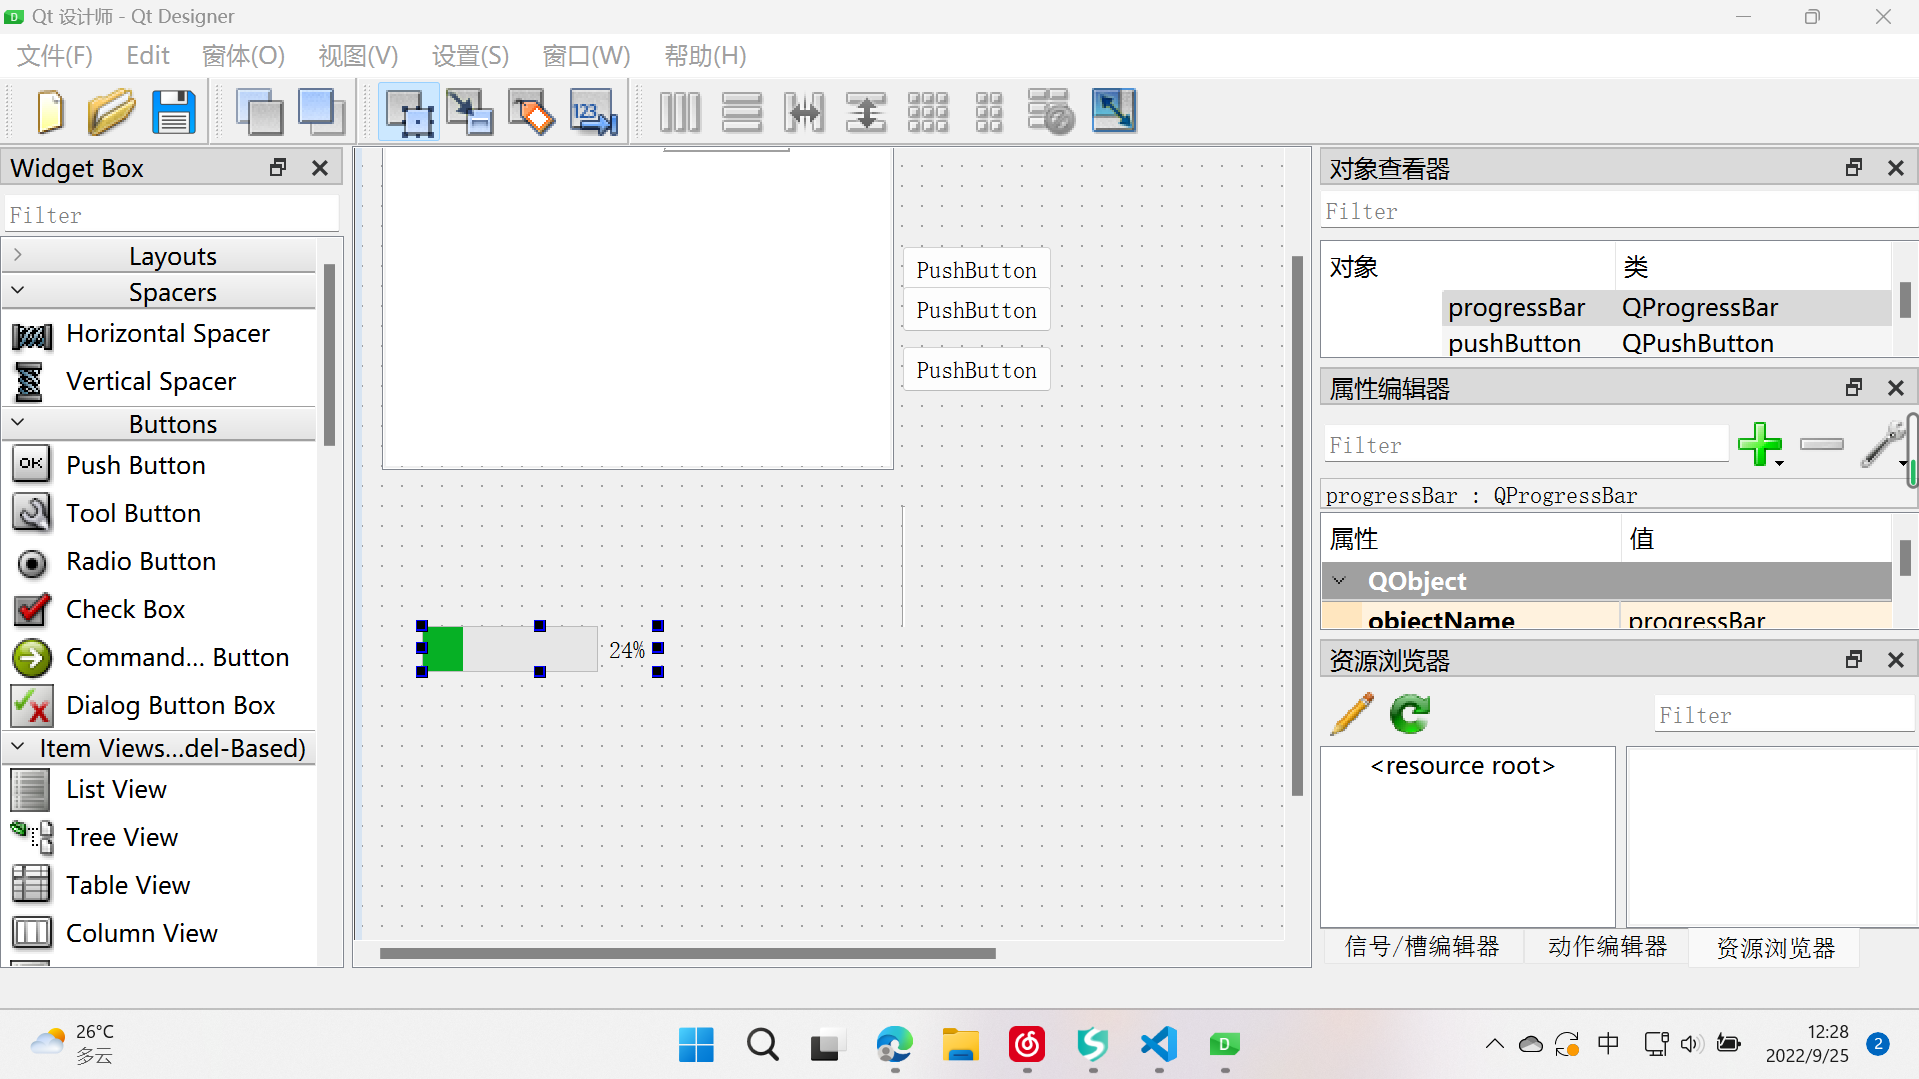 Qt 设计师 - Qt Designer
文件(F) Edit 窗体(O) 视图(V) 设置(S) 窗口(W) 帮助(H)
123
Widget Box
Filter
Layouts
Spacers
Horizontal Spacer
Vertical Spacer
Buttons
OK Push Button
Tool Button
Radio Button
Check Box
Command... Button
Dialog Button Box
Item Views...del-Based)
List View
Tree View
Table View
Column View
PushButton
PushButton
PushButton
24%
对象查看器
Filter
对象 类
progressBar QProgressBar
pushButton QPushButton
属性编辑器
Filter
progressBar : QProgressBar
属性 值
QObject
objectName progressBar
资源浏览器
Filter
<resource root>
信号/槽编辑器 动作编辑器 资源浏览器
26°C
多云
D
中
12:28
2022/9/25
2